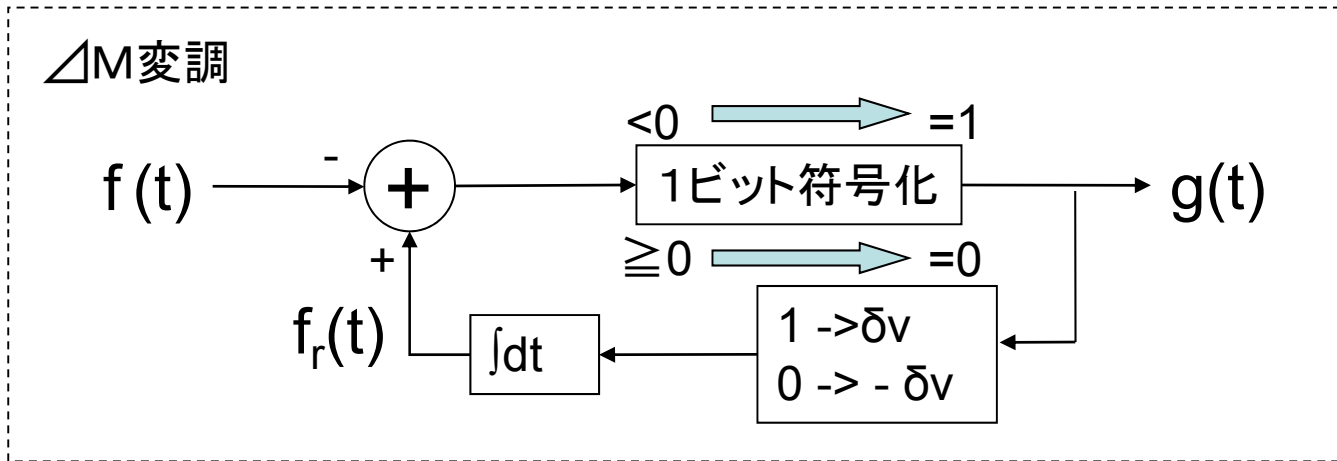 ⊿M変調
<0 =1
f (t)
-
+
1ビット符号化
g(t)
+
≧0 =0
fr(t)
∫dt
1 ->δv
0 -> - δv